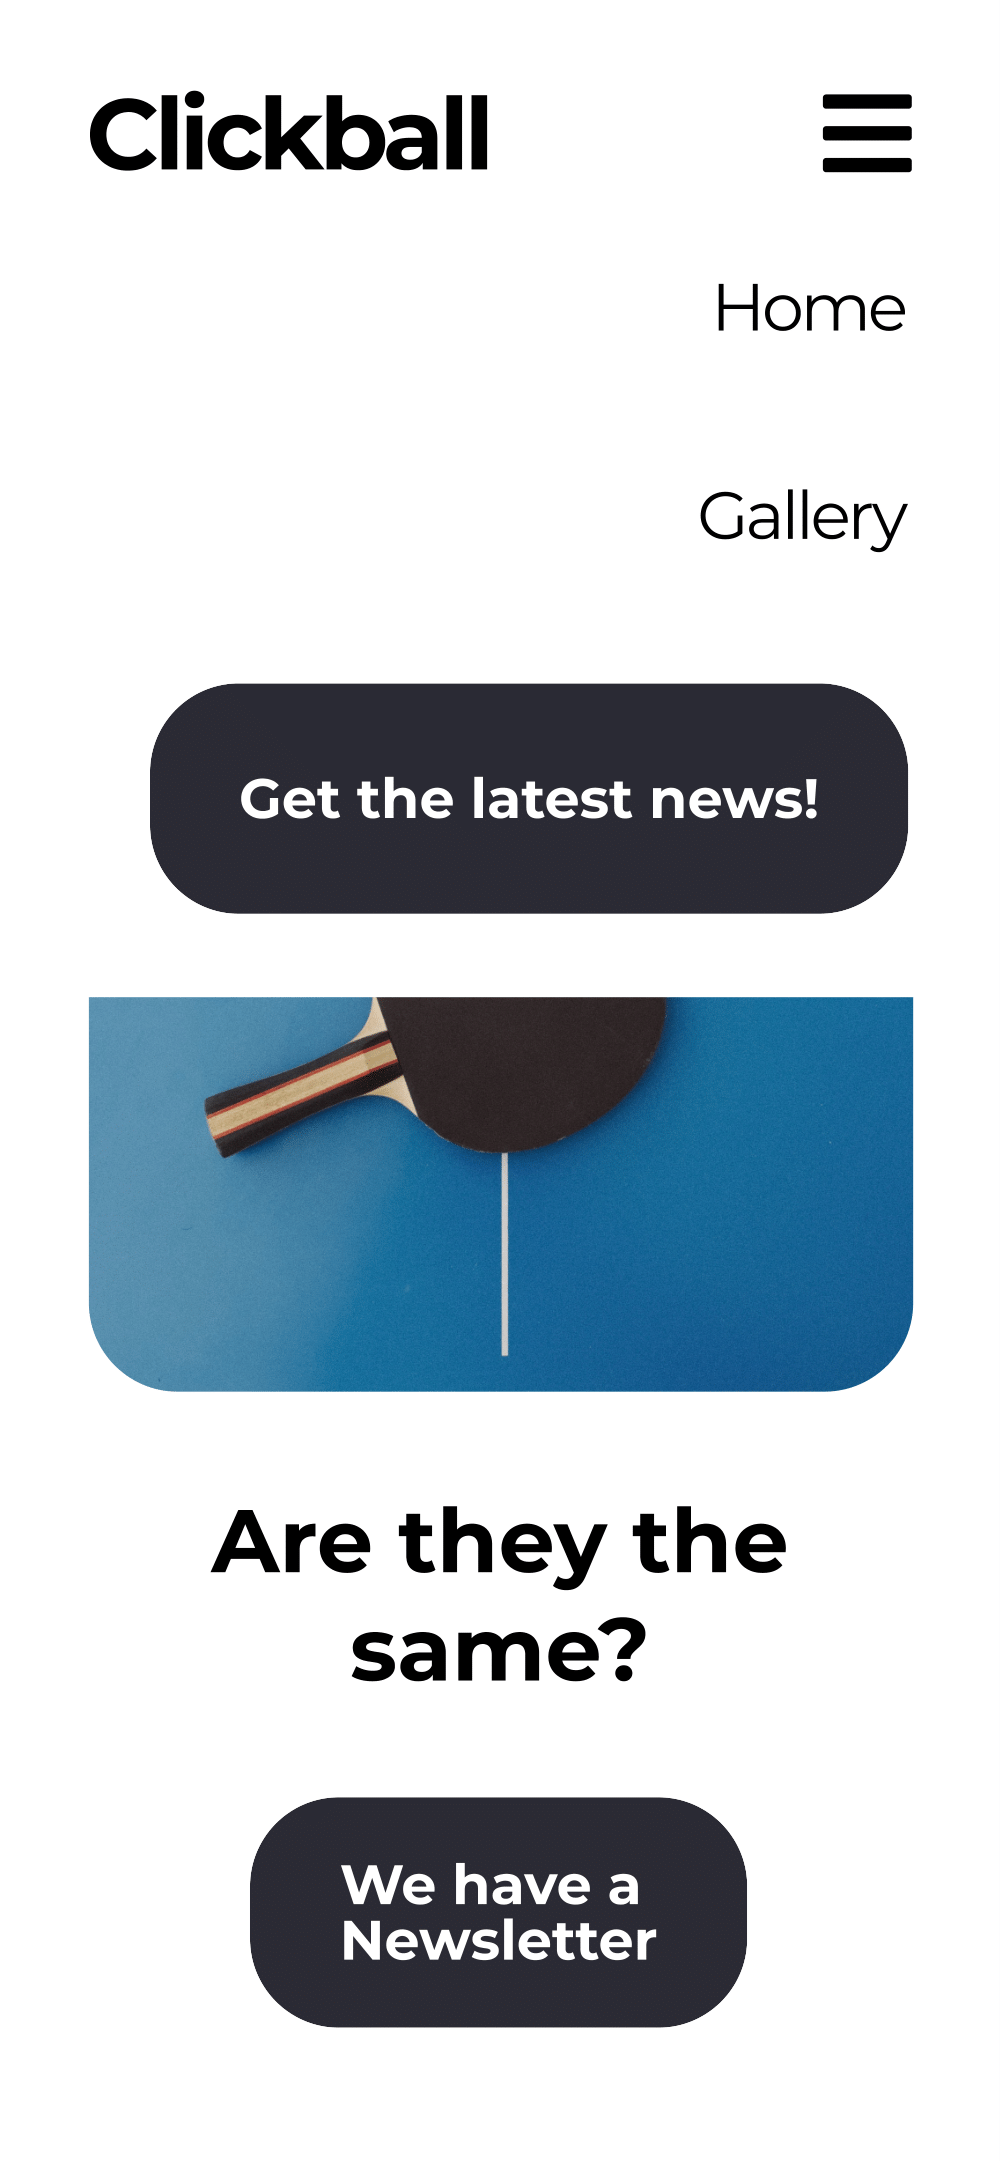 Clickball
Home
Gallery
Get the latest news!
Are they the
same?
We have a
Newsletter